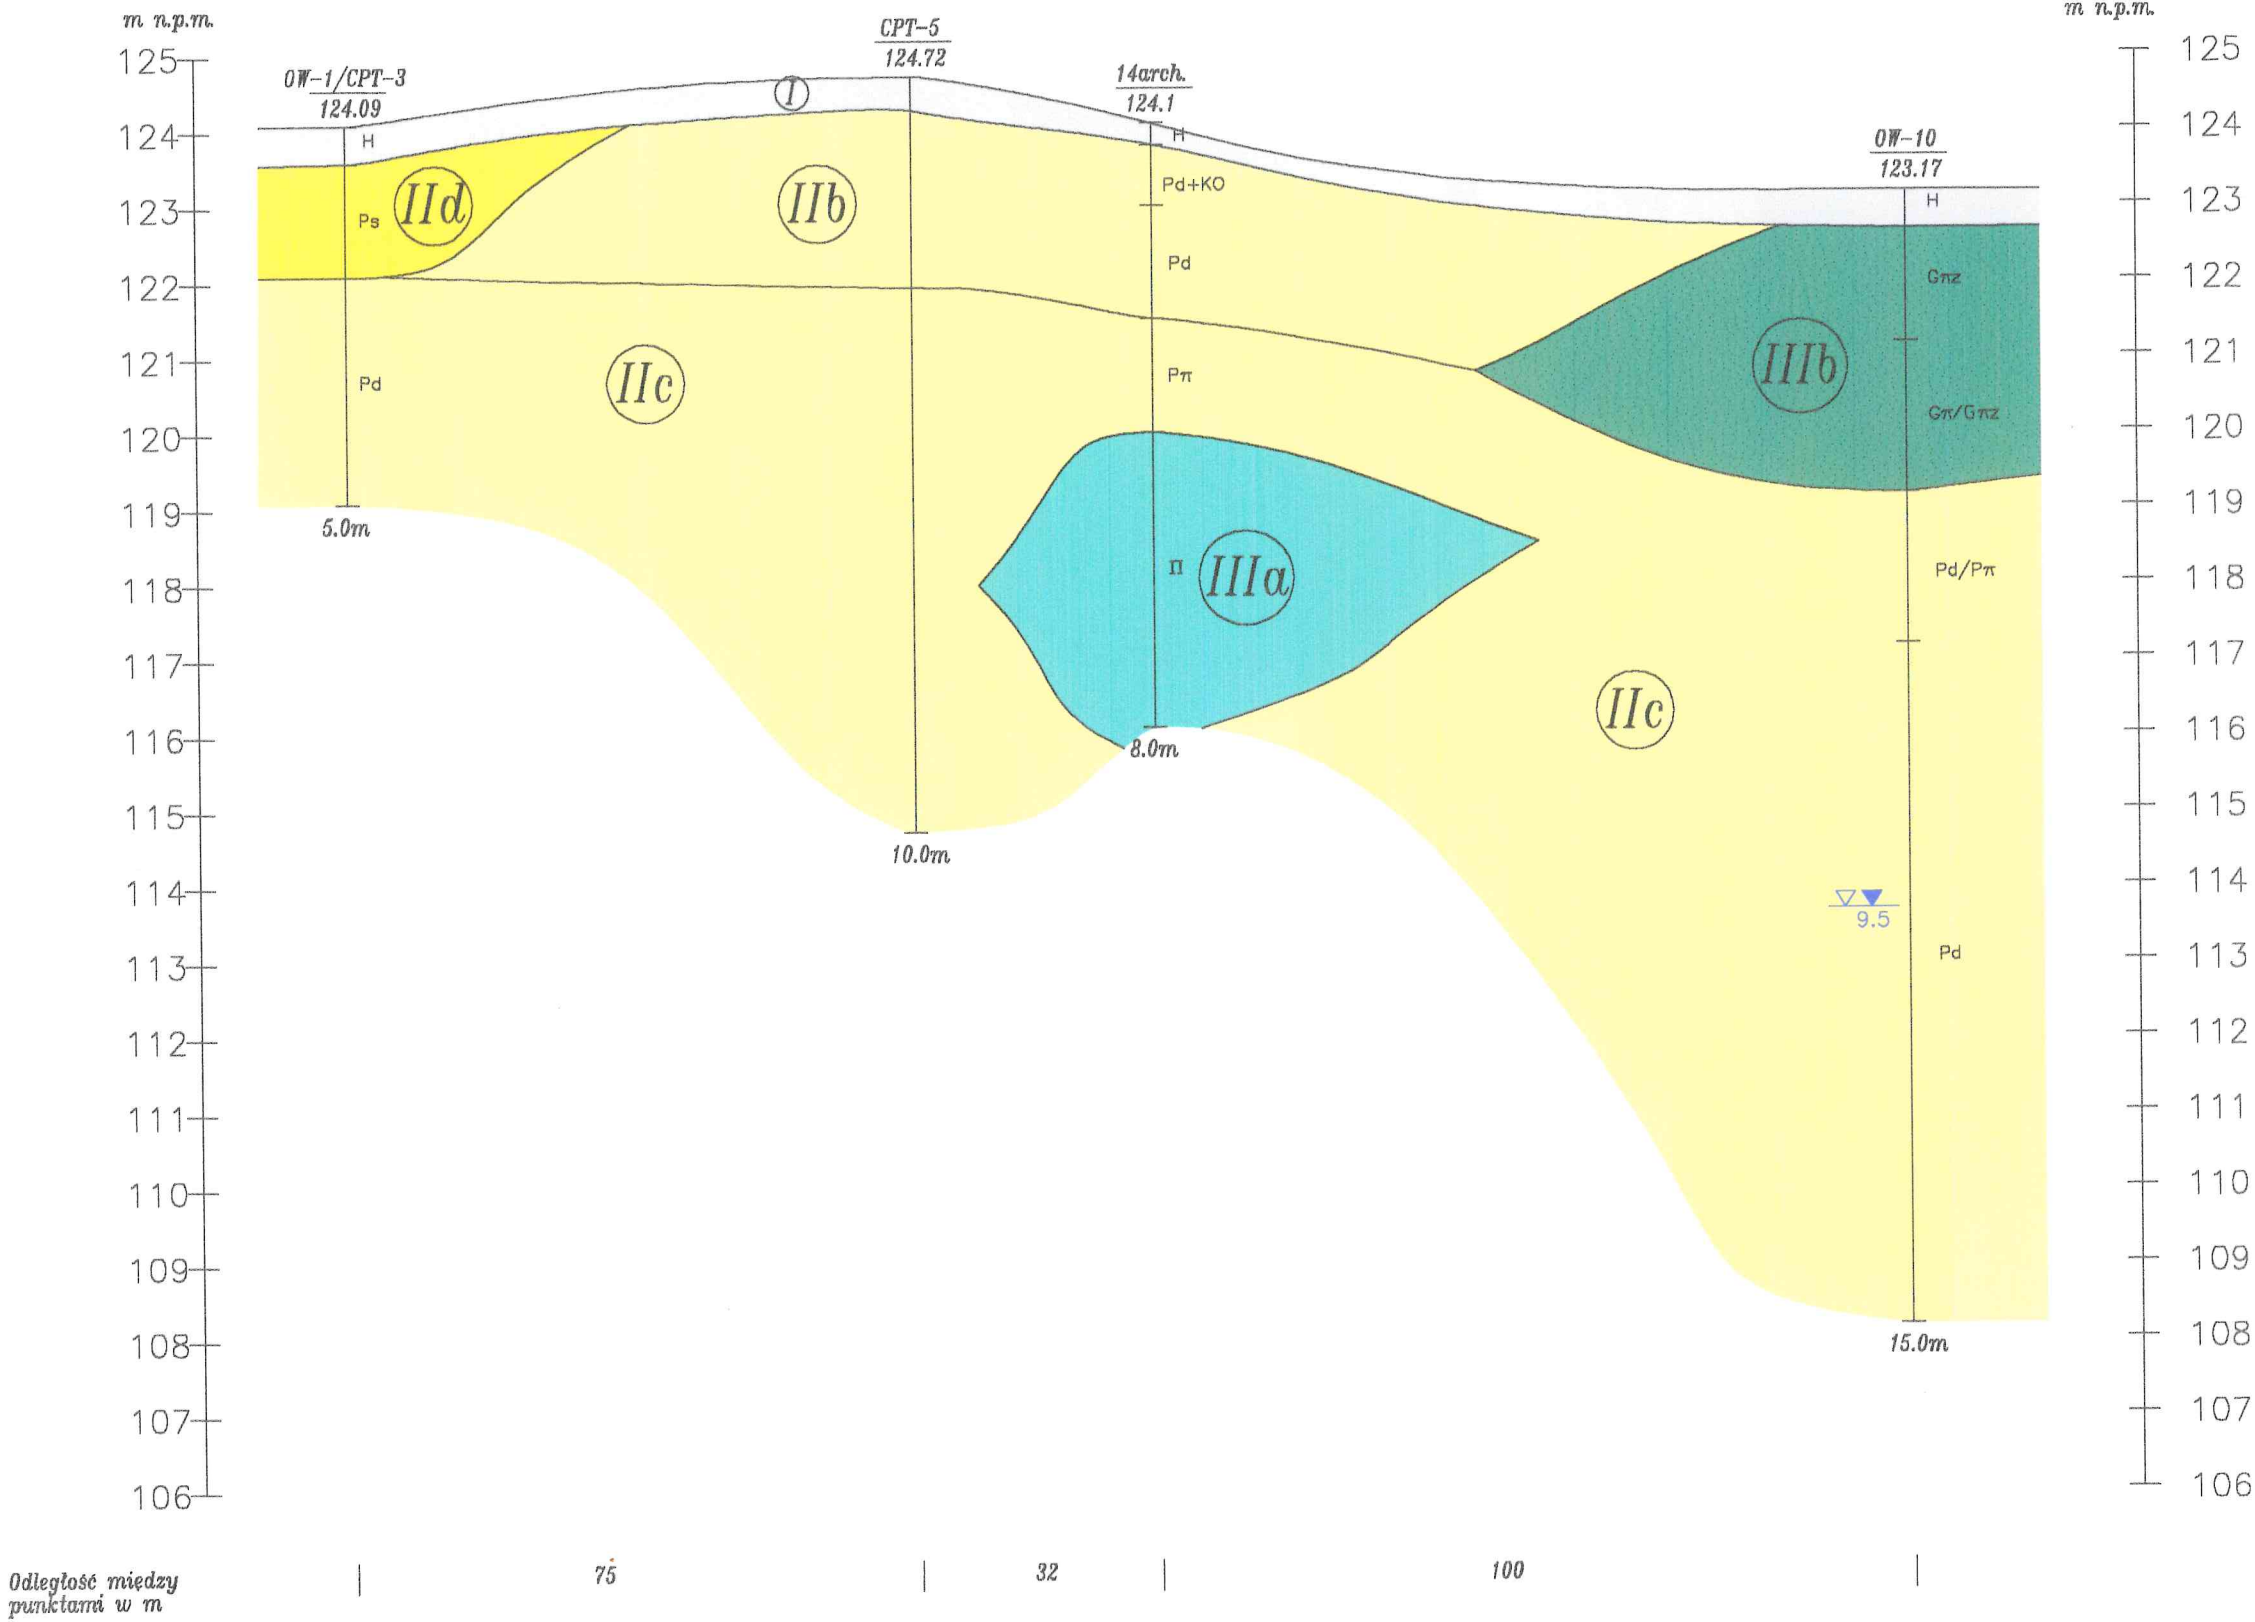 m n.p.m.
m n.p.m.
CPT-5
124.72
OW-1/CPT-3
124.09
14arch.
124.1
OW-10
123.17
125
124
123
122
121
120
119
118
117
116
115
114
113
112
111
110
109
108
107
106
H
Ps
Pd
5.0m
IId
I
IIb
IIc
10.0m
H
Pd+KO
Pd
Pπ
Π
IIIa
8.0m
IIc
H
Gπz
IIIb
Gπ/Gπz
Pd/Pπ
9.5
Pd
15.0m
125
124
123
122
121
120
119
118
117
116
115
114
113
112
111
110
109
108
107
106
Odległość między
punktami w m
75
32
100